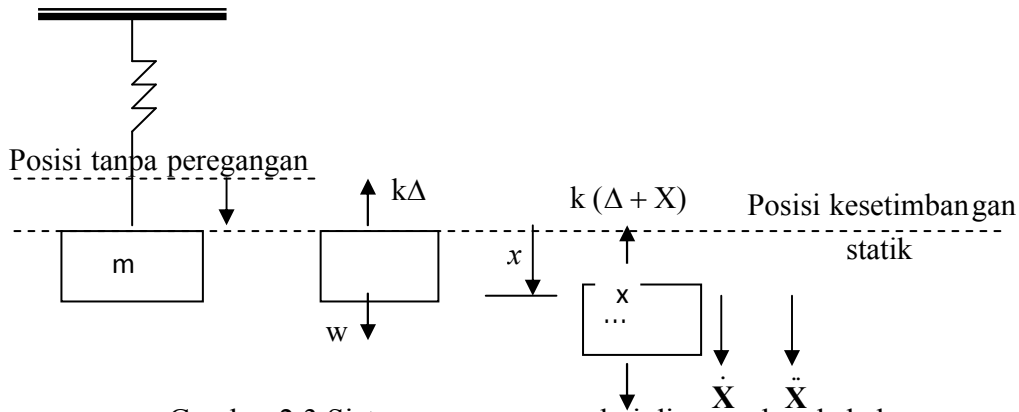 Posisi tanpa peregangan
kΔ
k (Δ + X)
Posisi kesetimbangan
statik
m
x
x
...
w
Ẋ
Ẍ